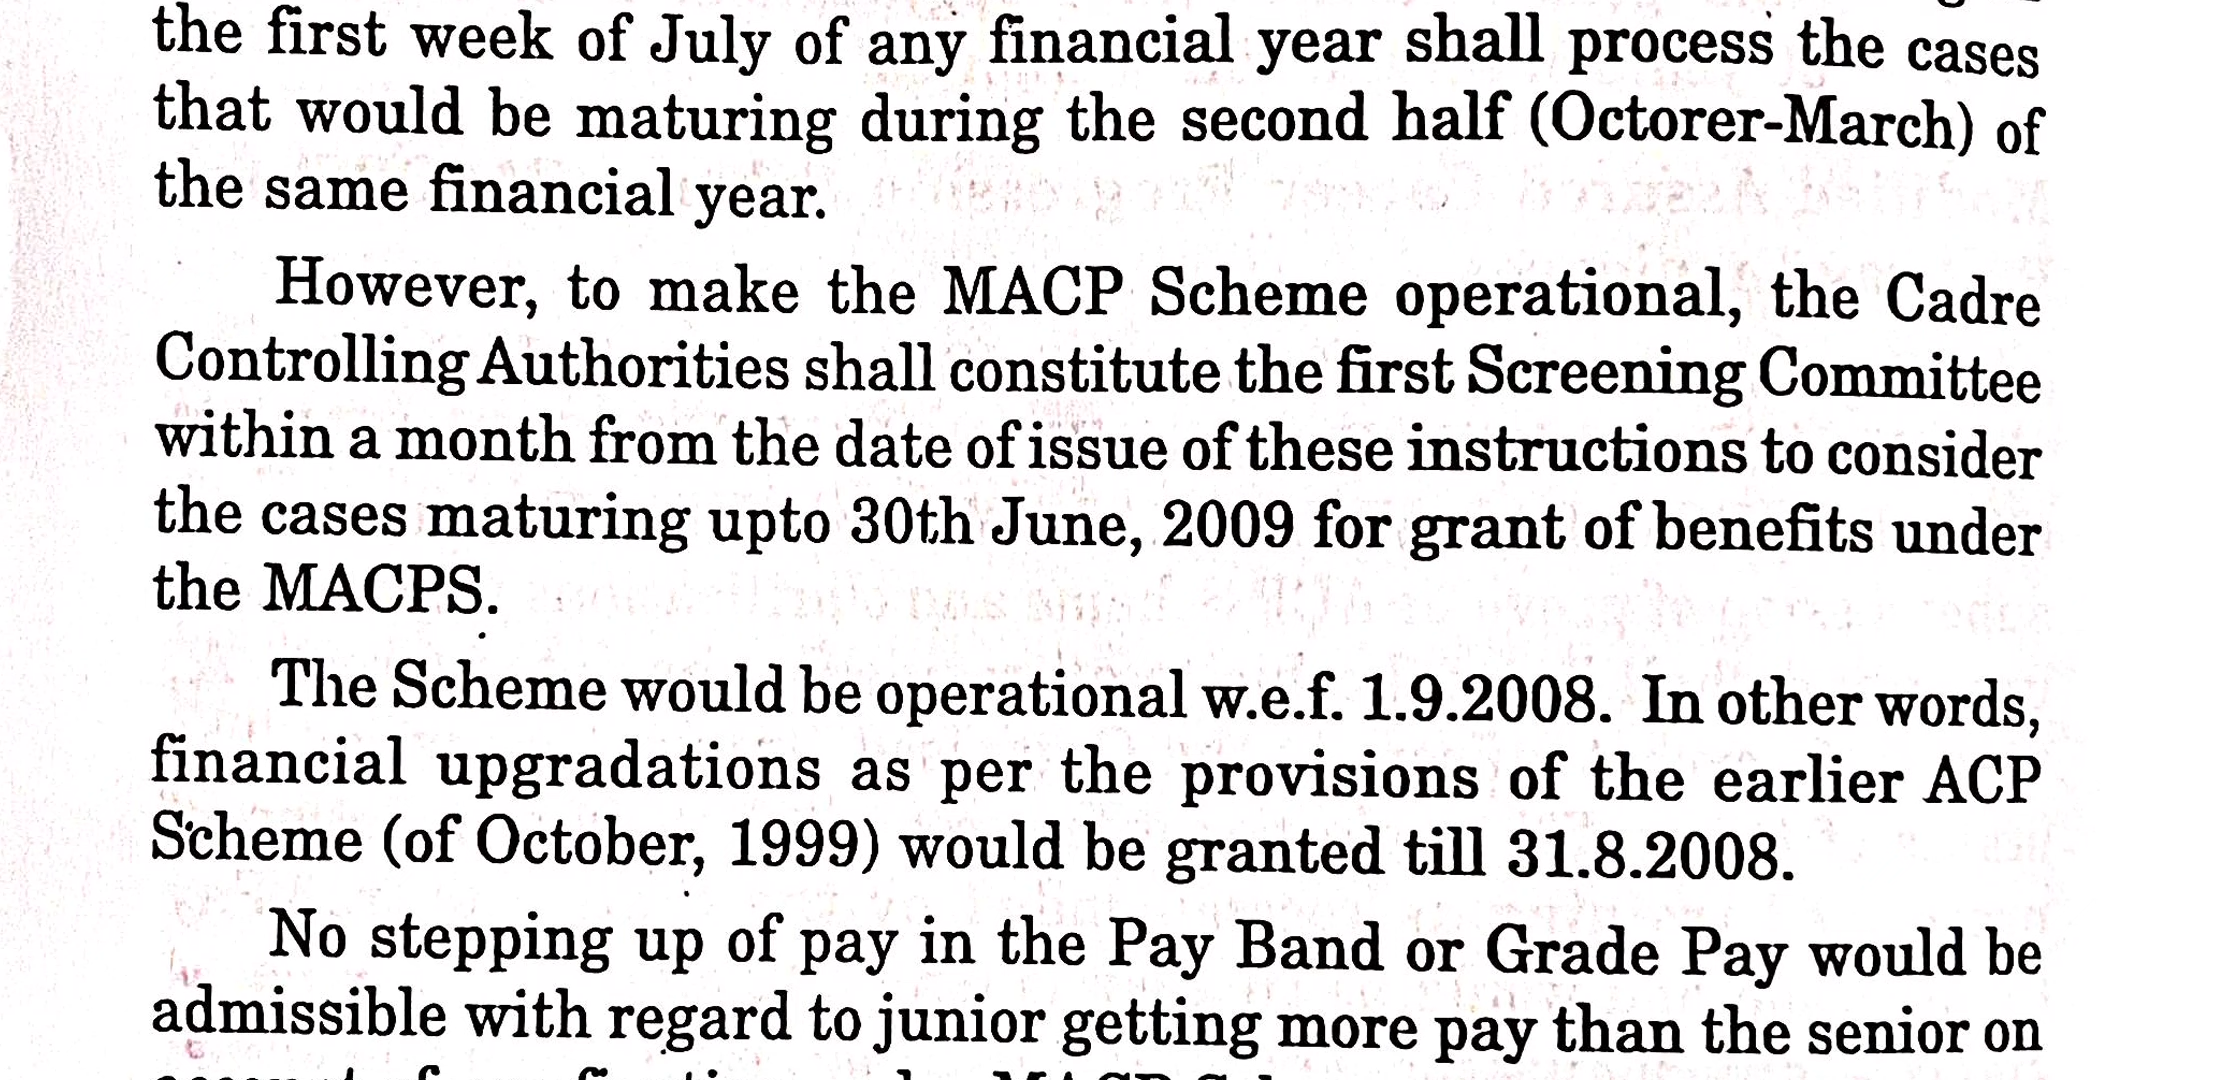 the first week of July of any financial year shall process the cases
that would be maturing during the second half (Octorer-March) of
the same financial year.
However, to make the MACP Scheme operational, the Cadre
Controlling Authorities shall constitute the first Screening Committee
within a month from the date of issue of these instructions to consider
the cases maturing upto 30th June, 2009 for grant of benefits under
the MACPS.
The Scheme would be operational w.e.f. 1.9.2008. In other words,
financial upgradations as per the provisions of the earlier ACP
Scheme (of October, 1999) would be granted till 31.8.2008.
No stepping up of pay in the Pay Band or Grade Pay would be
admissible with regard to junior getting more pay than the senior on